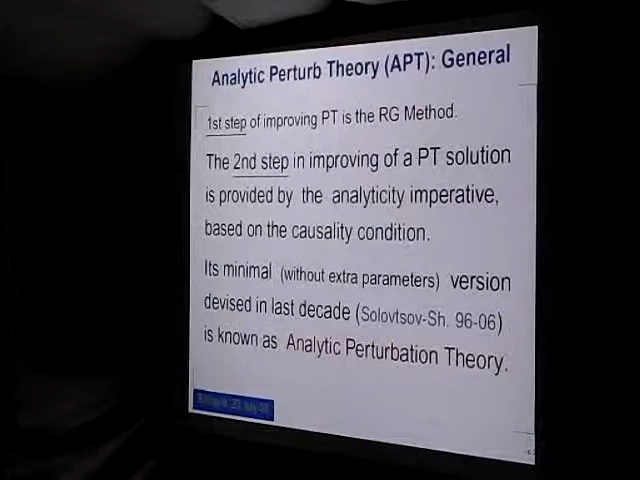 Analytic Perturb Theory (APT): General
1st step of improving PT is the RG Method.
The 2nd step in improving of a PT solution
is provided by the analyticity imperative,
based on the causality condition.
Its minimal (without extra parameters) version
devised in last decade (Solovtsov-Sh. 96-06)
is known as Analytic Perturbation Theory.